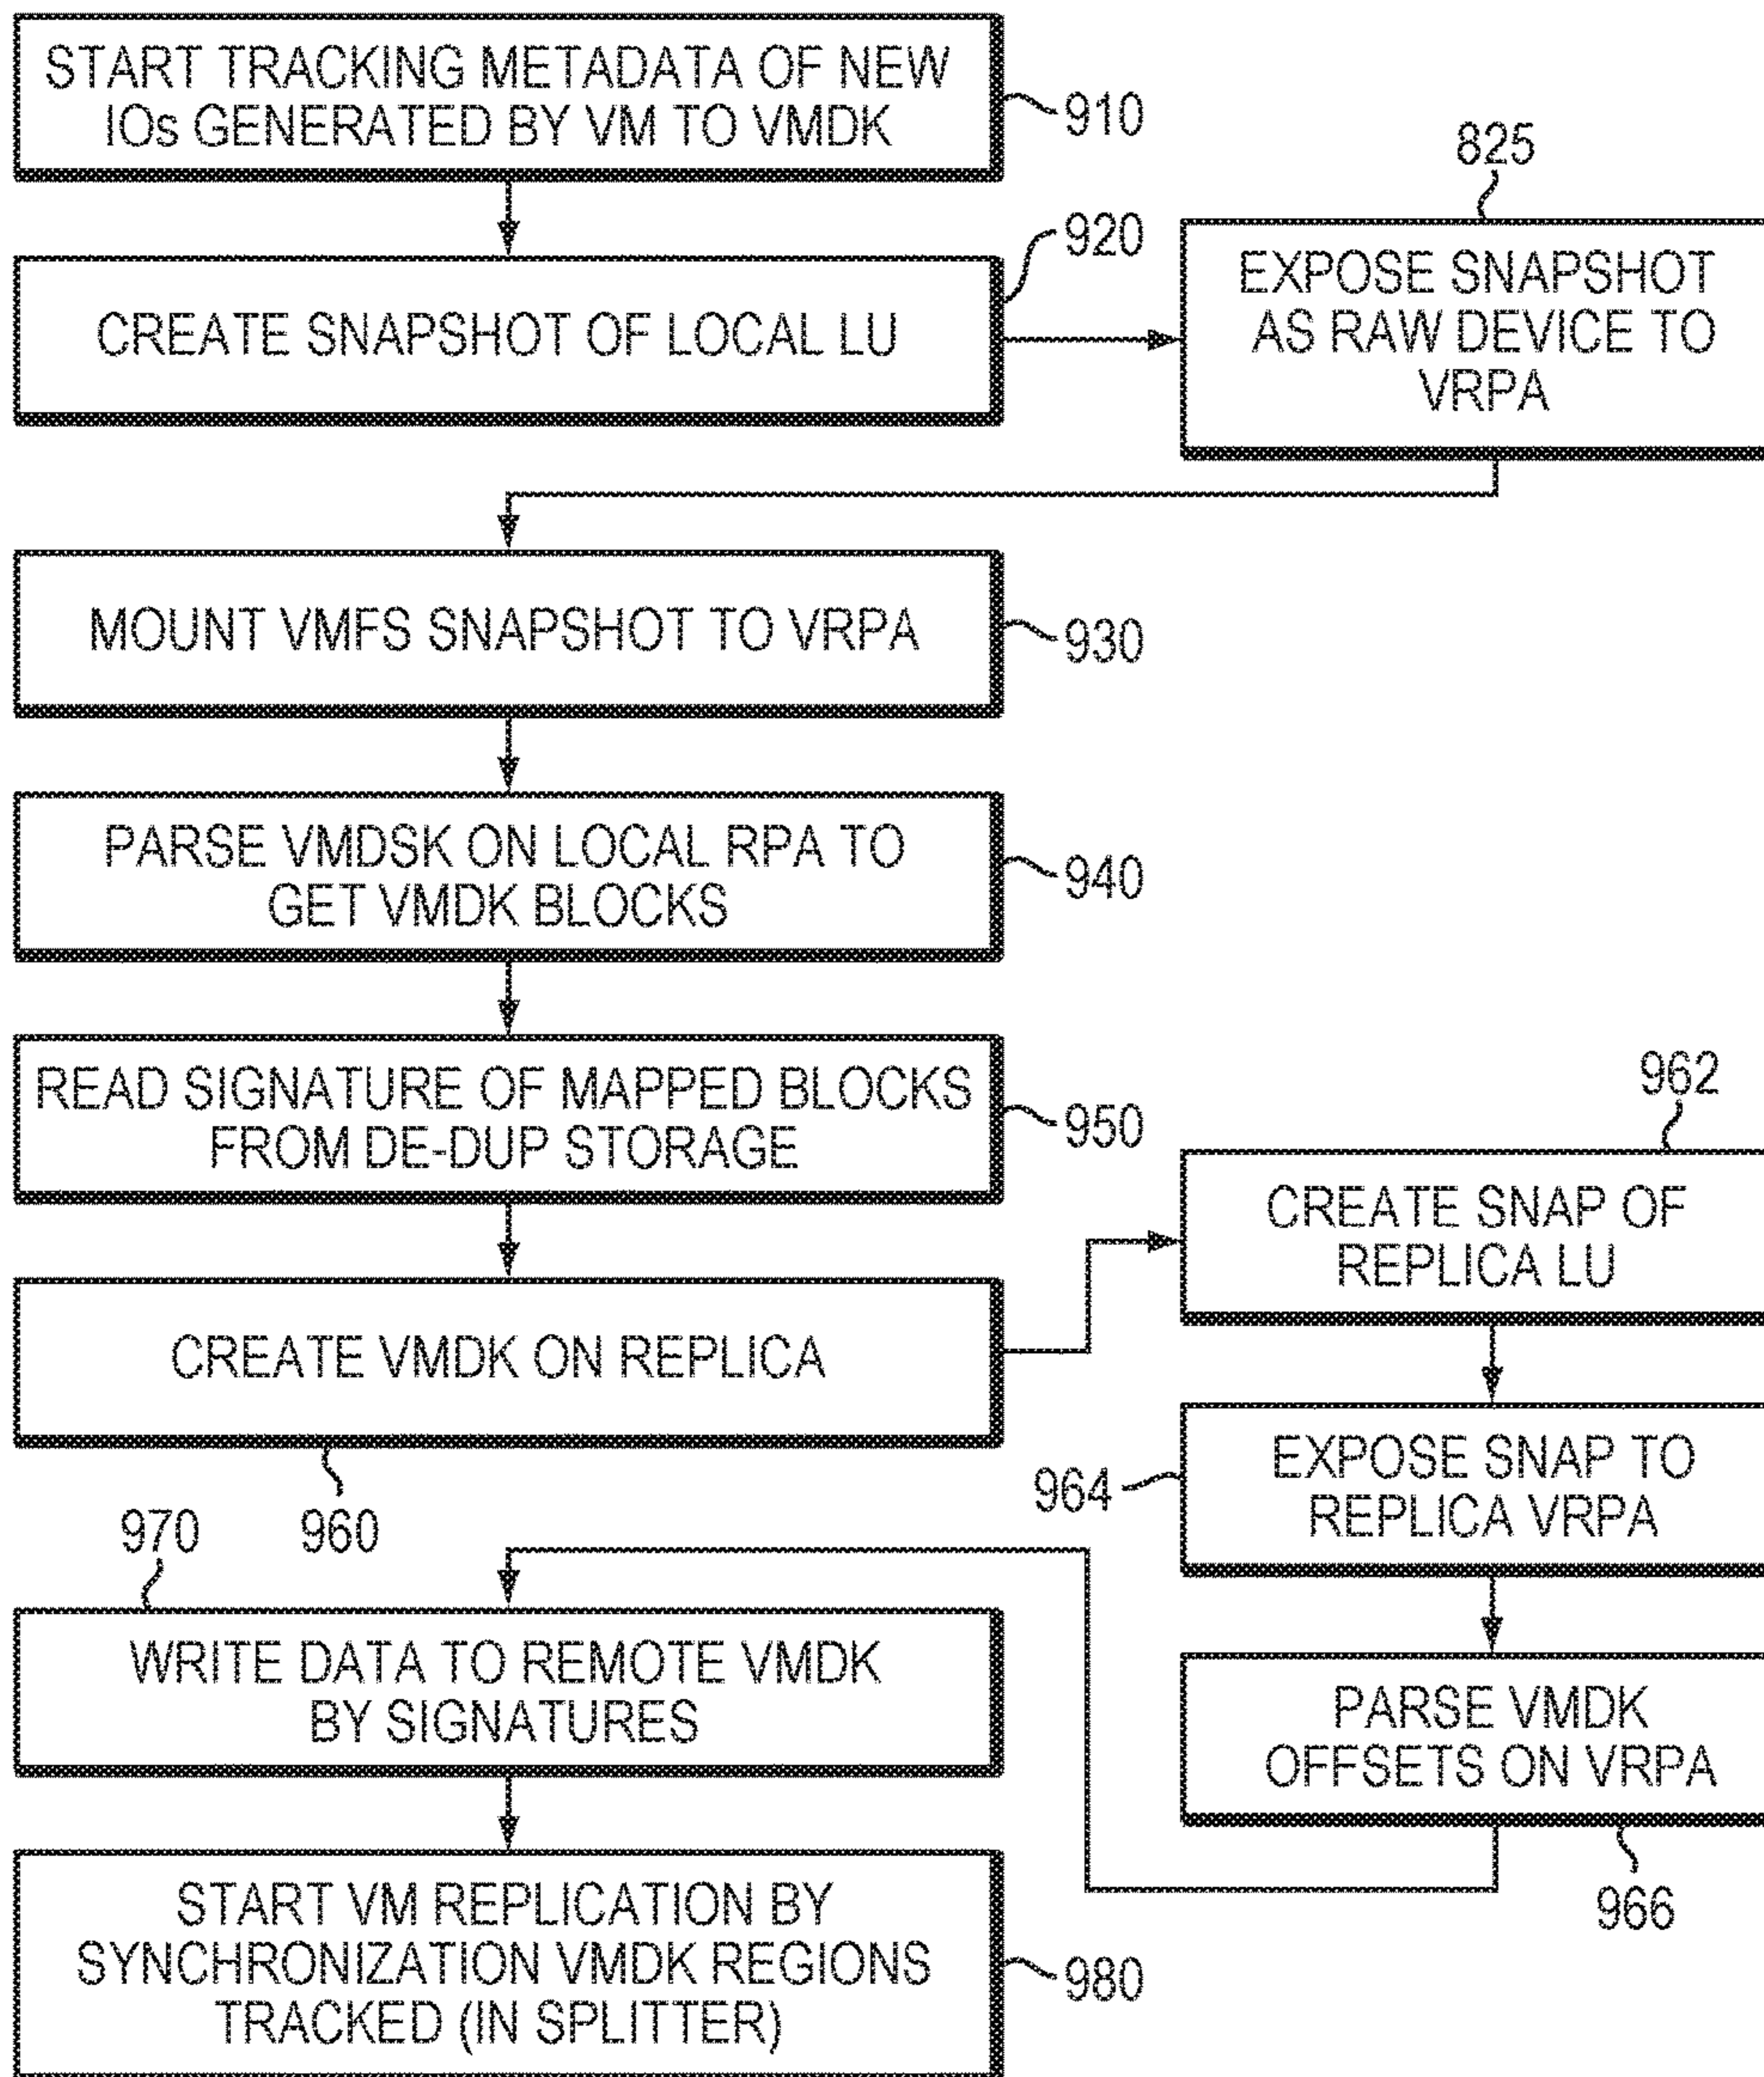 START TRACKING METADATA OF NEW
IOs GENERATED BY VM TO VMDK
910
825
920
CREATE SNAPSHOT OF LOCAL LU
EXPOSE SNAPSHOT
AS RAW DEVICE TO
VRPA
MOUNT VMFS SNAPSHOT TO VRPA
930
PARSE VMDSK ON LOCAL RPA TO
GET VMDK BLOCKS
940
READ SIGNATURE OF MAPPED BLOCKS
FROM DE-DUP STORAGE
950
CREATE VMDK ON REPLICA
960
962
CREATE SNAP OF
REPLICA LU
964
EXPOSE SNAP TO
REPLICA VRPA
PARSE VMDK
OFFSETS ON VRPA
966
970
WRITE DATA TO REMOTE VMDK
BY SIGNATURES
START VM REPLICATION BY
SYNCHRONIZATION VMDK REGIONS
TRACKED (IN SPLITTER)
980